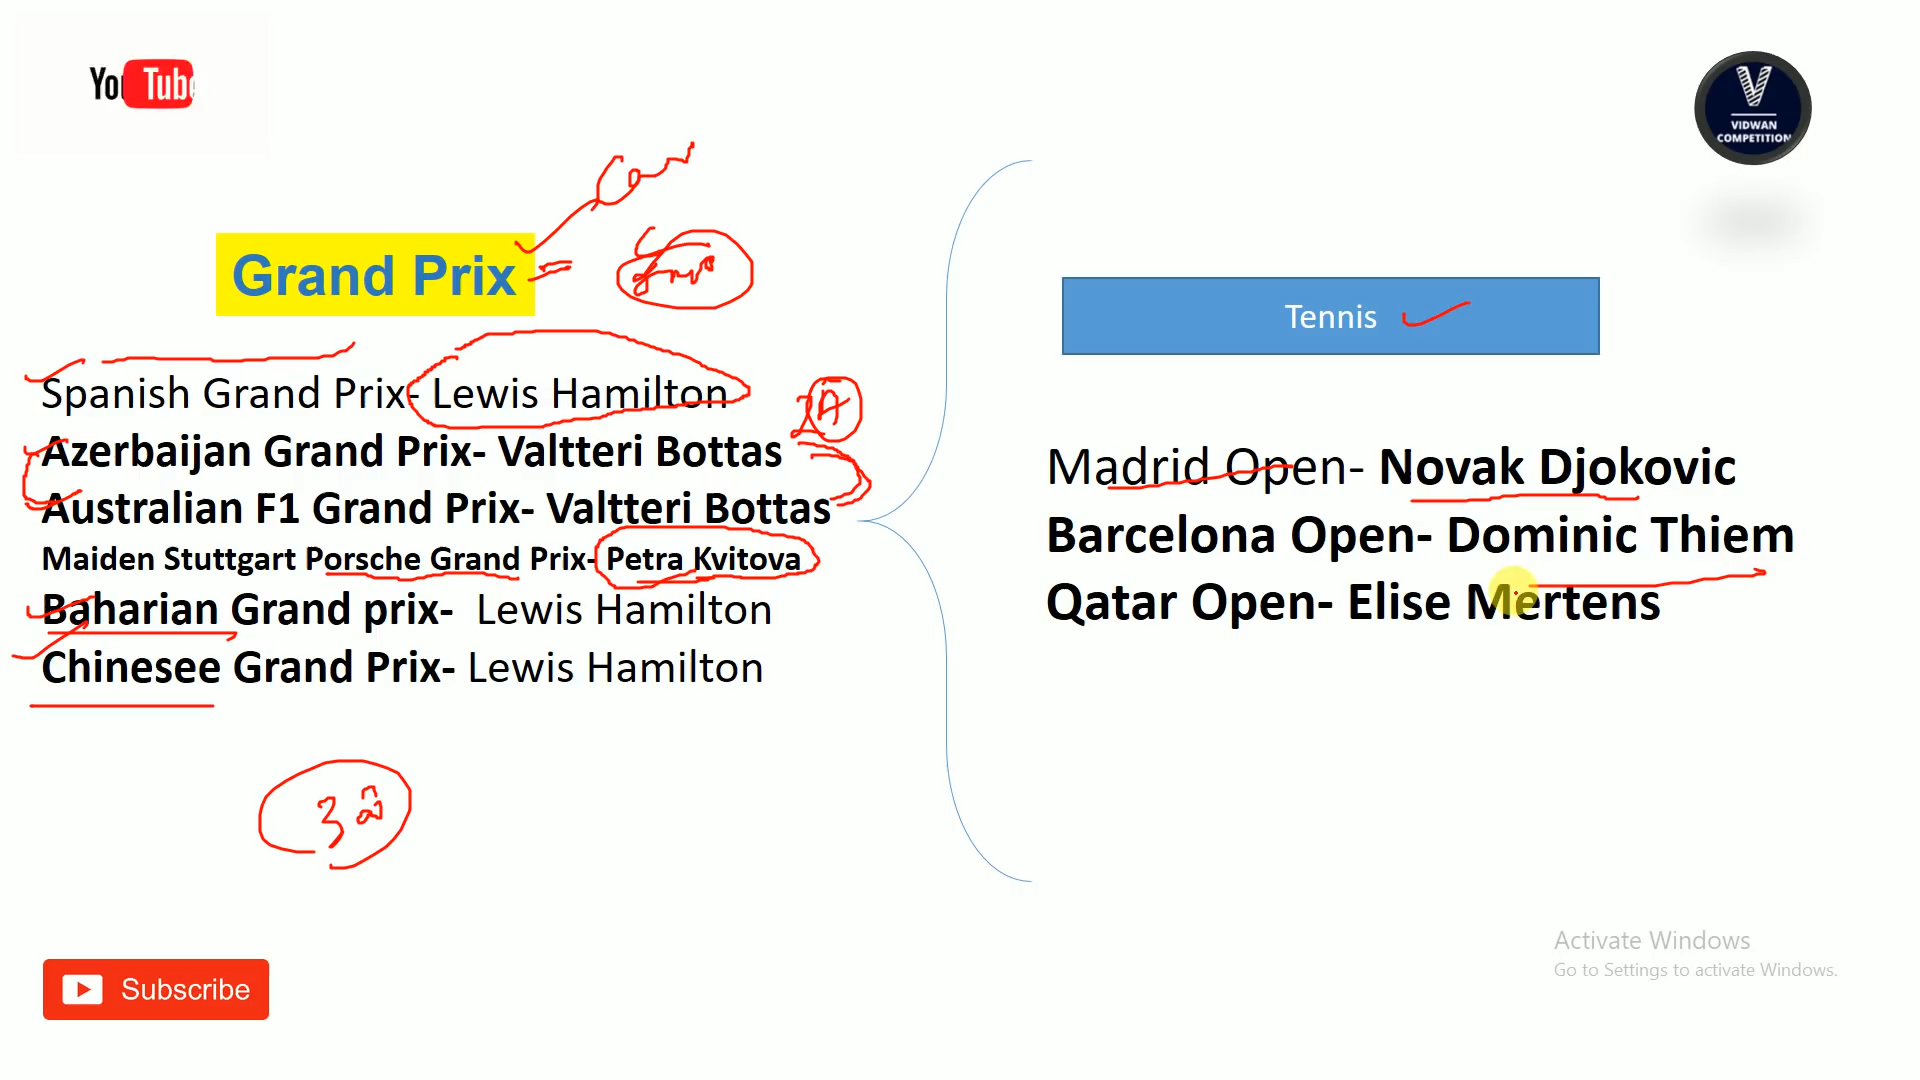 YouTube
VIDWAN
COMPETITION
Grand Prix
Spanish Grand Prix- Lewis Hamilton
Azerbaijan Grand Prix- Valtteri Bottas
Australian F1 Grand Prix- Valtteri Bottas
Maiden Stuttgart Porsche Grand Prix- Petra Kvitova
Baharian Grand prix- Lewis Hamilton
Chinesee Grand Prix- Lewis Hamilton
3
Subscribe
Tennis
Madrid Open- Novak Djokovic
Barcelona Open- Dominic Thiem
Qatar Open- Elise Mertens
Activate Windows
Go to Settings to activate Windows.